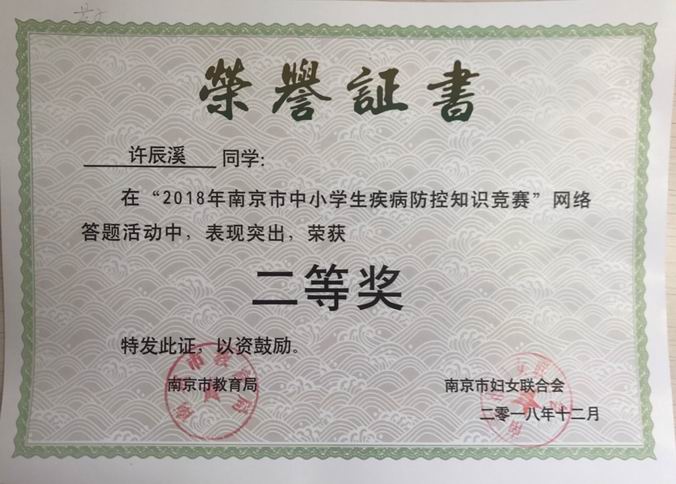 榮譽証書
许辰溪 同学：
在“2018年南京市中小学生疾病防控知识竞赛”网络
答题活动中，表现突出，荣获
二等奖
特发此证，以资鼓励。
南京市教育局 南京市妇女联合会
二零一八年十二月